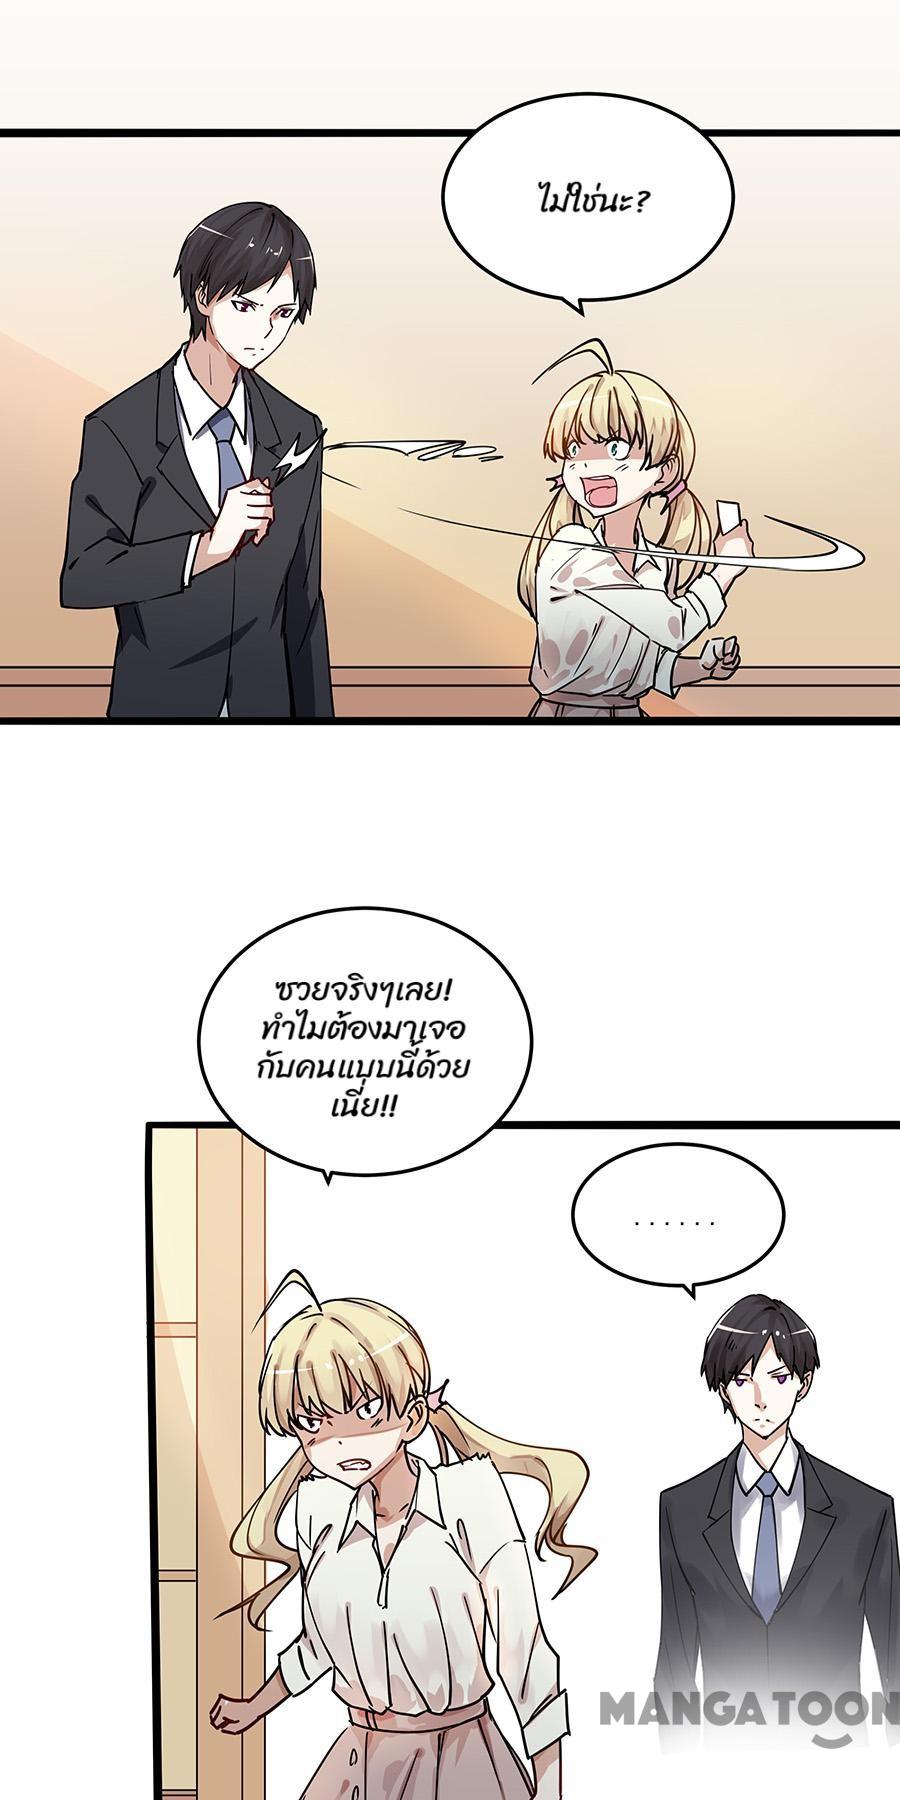 ไม่ใช่นะ?
ซวยจริงๆเลย!
ทำไมต้องมาเจอ
กับคนแบบนี้ด้วย
เนี่ย!!
......
MANGATOON